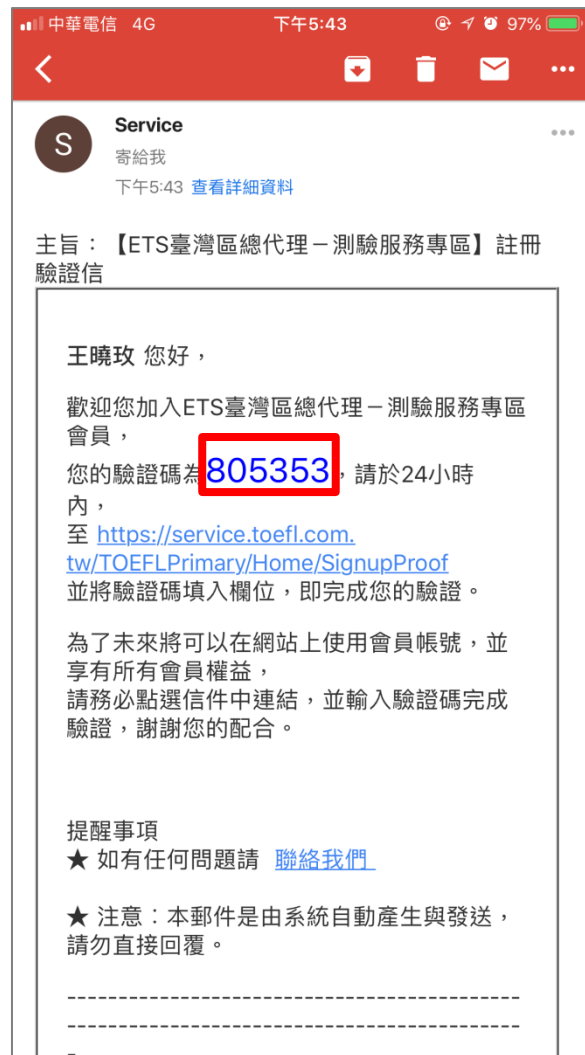 中華電信 4G 下午5:43 97%
S
Service
寄給我
下午5:43 查看詳細資料
主旨：【ETS臺灣區總代理－測驗服務專區】註冊
驗證信
王曉玫 您好，
歡迎您加入ETS臺灣區總代理－測驗服務專區
會員，
您的驗證碼為805353，請於24小時
內，
至 https://service.toefl.com.
tw/TOEFLPrimary/Home/SignupProof
並將驗證碼填入欄位，即完成您的驗證。
為了未來將可以在網站上使用會員帳號，並
享有所有會員權益，
請務必點選信件中連結，並輸入驗證碼完成
驗證，謝謝您的配合。
提醒事項
★ 如有任何問題請 聯絡我們
★ 注意：本郵件是由系統自動產生與發送，
請勿直接回覆。
------------------------------------------
------------------------------------------
-